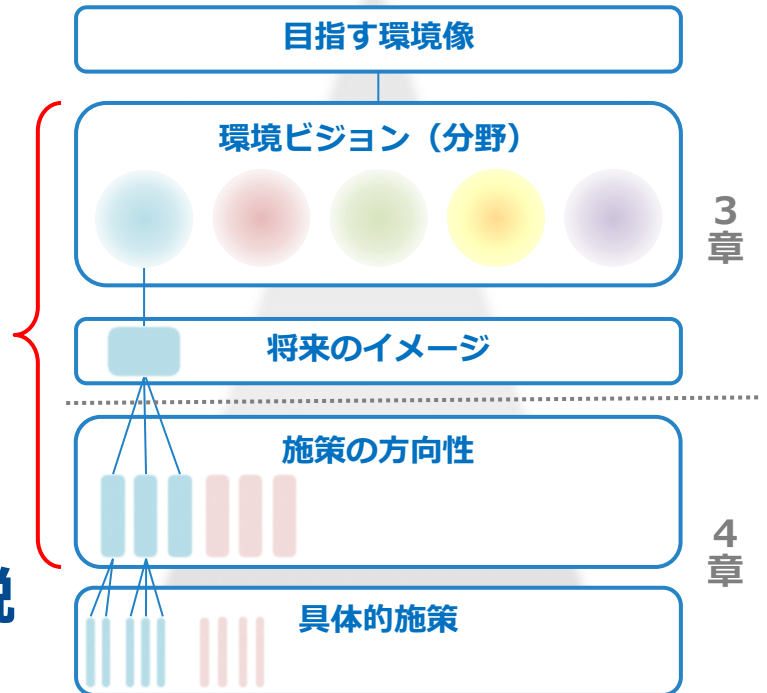 目指す環境像
環境ビジョン（分野）
3章
将来のイメージ
施策の方向性
4章
具体的施策